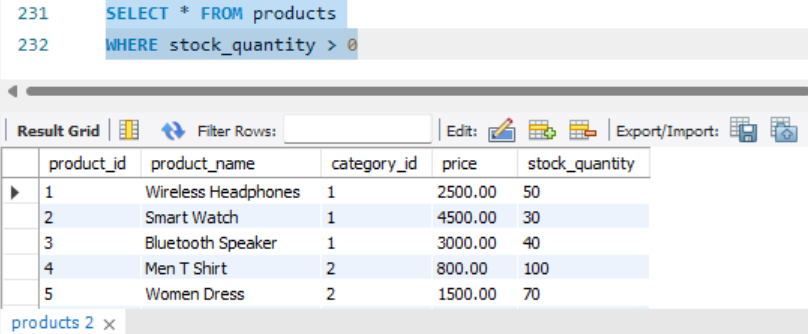 231 SELECT * FROM products
232 WHERE stock_quantity > 0
Result Grid Filter Rows: Edit: Export/Import:
product_id product_name category_id price stock_quantity
1 Wireless Headphones 1 2500.00 50
2 Smart Watch 1 4500.00 30
3 Bluetooth Speaker 1 3000.00 40
4 Men T Shirt 2 800.00 100
5 Women Dress 2 1500.00 70
products 2 ×